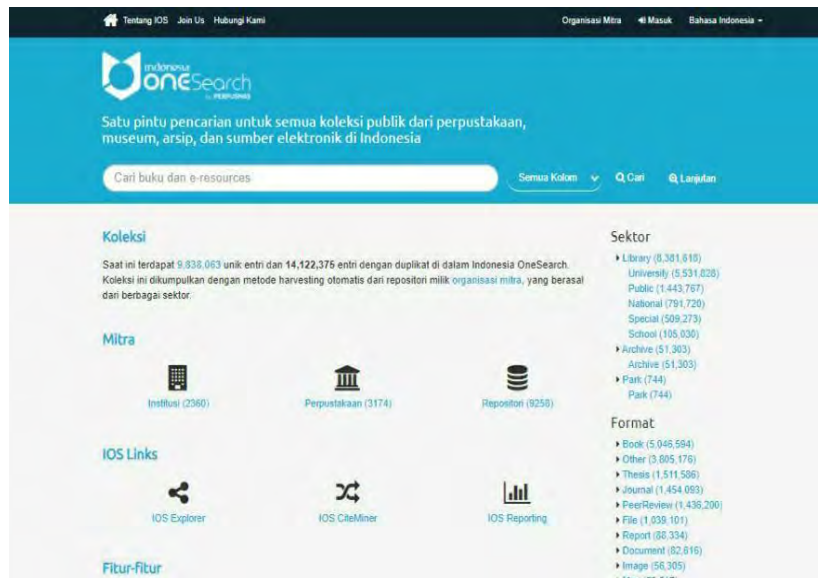 Tentang IOS Join Us Hubungi Kami
Organisasi Mitra Masuk Bahasa Indonesia
indonesia
oneSearch
by PERPUSNAS
Satu pintu pencarian untuk semua koleksi publik dari perpustakaan,
museum, arsip, dan sumber elektronik di Indonesia
Cari buku dan e-resources
Semua Kolom
Cari
Lanjutan
Koleksi
Saat ini terdapat 9,838,063 unik entri dan 14,122,375 entri dengan duplikat di dalam Indonesia OneSearch.
Koleksi ini dikumpulkan dengan metode harvesting otomatis dari repositori milik organisasi mitra, yang berasal
dari berbagai sektor.
Mitra
Institusi (2360)
Perpustakaan (3174)
Repositori (9258)
IOS Links
IOS Explorer
IOS CiteMiner
IOS Reporting
Fitur-fitur
Sektor
Library (8,381,618)
University (5,531,828)
Public (1,443,767)
National (791,720)
Special (509,273)
School (105,030)
Archive (51,303)
Archive (51,303)
Park (744)
Park (744)
Format
Book (5,046,594)
Other (3,805,176)
Thesis (1,511,586)
Journal (1,454,093)
PeerReview (1,436,200)
File (1,039,101)
Report (88,334)
Document (82,616)
Image (56,305)